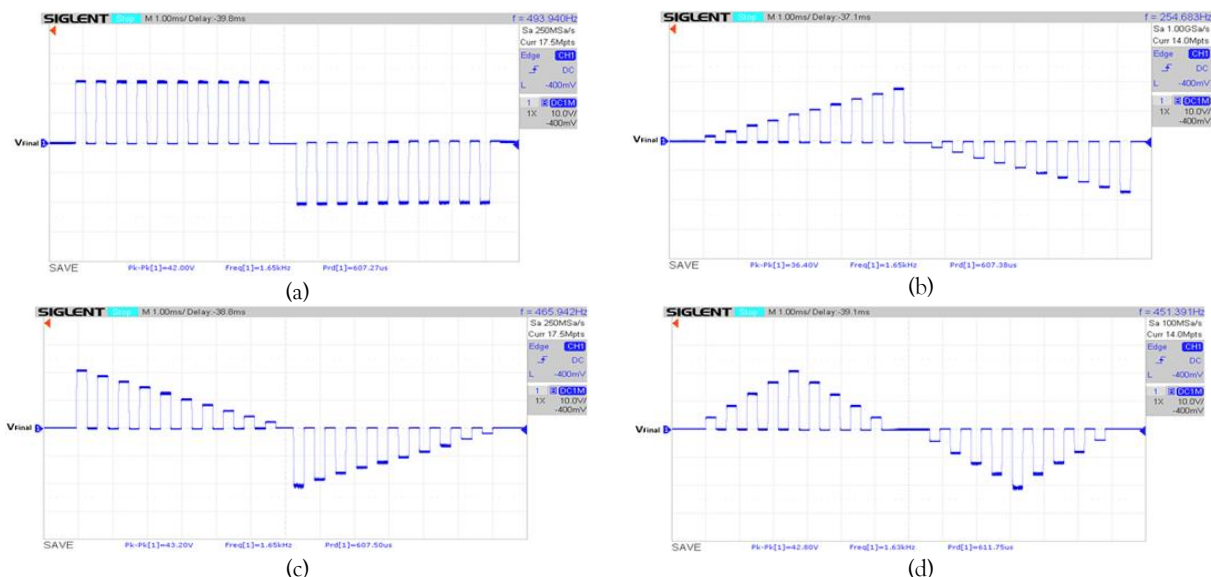 SIGLENT Stop M 1.00ms/ Delay:-39.8ms f = 493.940Hz
Sa 250MSa/s
Curr 17.5Mpts
Edge CH1
DC
L -400mV
1 DC1M
1X 10.0V/
-400mV
VFinal
SAVE Pk-Pk[1]=42.00V Freq[1]=1.65kHz Prd[1]=607.27us
(a)
SIGLENT Stop M 1.00ms/ Delay:-37.1ms f = 254.683Hz
Sa 1.00GSa/s
Curr 14.0Mpts
Edge CH1
DC
L -400mV
1 DC1M
1X 10.0V/
-400mV
VFinal
SAVE Pk-Pk[1]=36.40V Freq[1]=1.65kHz Prd[1]=607.38us
(b)
SIGLENT Stop M 1.00ms/ Delay:-38.8ms f = 465.942Hz
Sa 250MSa/s
Curr 17.5Mpts
Edge CH1
DC
L -400mV
1 DC1M
1X 10.0V/
-400mV
VFinal
SAVE Pk-Pk[1]=43.20V Freq[1]=1.65kHz Prd[1]=607.50us
(c)
SIGLENT Stop M 1.00ms/ Delay:-39.1ms f = 451.391Hz
Sa 100MSa/s
Curr 14.0Mpts
Edge CH1
DC
L -400mV
1 DC1M
1X 10.0V/
-400mV
VFinal
SAVE Pk-Pk[1]=42.80V Freq[1]=1.63kHz Prd[1]=611.75us
(d)